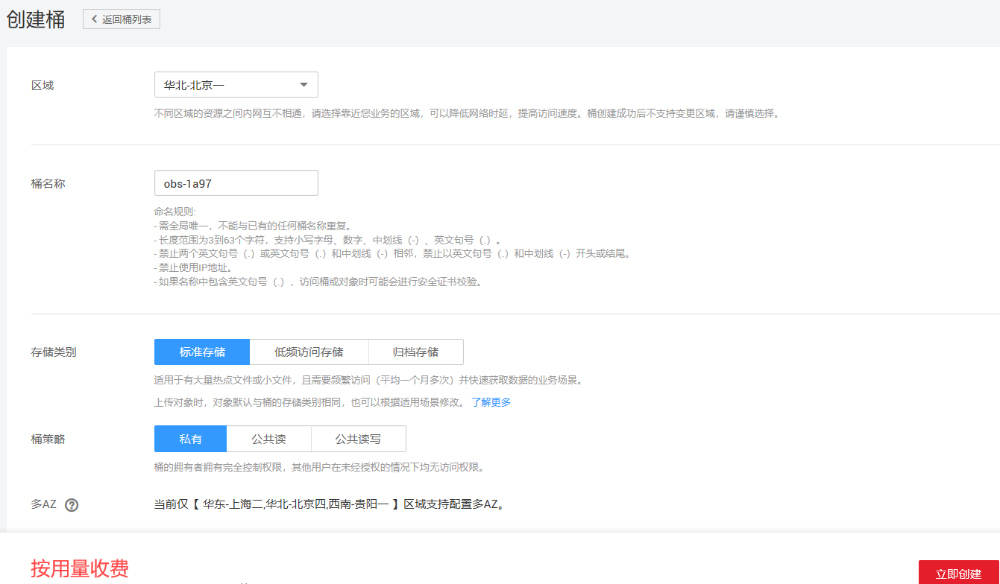 创建桶
返回桶列表
区域
华北-北京一
不同区域的资源之间内网互不相通，请选择靠近您业务的区域，可以降低网络时延，提高访问速度。桶创建成功后不支持变更区域，请谨慎选择。
桶名称
obs-1a97
命名规则:
- 需全局唯一，不能与已有的任何桶名称重复。
- 长度范围为3到63个字符，支持小写字母、数字、中划线（-）、英文句号（.）。
- 禁止两个英文句号（.）或英文句号（.）和中划线（-）相邻，禁止以英文句号（.）和中划线（-）开头或结尾。
- 禁止使用IP地址。
- 如果名称中包含英文句号（.），访问桶或对象时可能会进行安全证书校验。
存储类别
标准存储 低频访问存储 归档存储
适用于有大量热点文件或小文件，且需要频繁访问（平均一个月多次）并快速获取数据的业务场景。
上传对象时，对象默认与桶的存储类别相同，也可以根据适用场景修改。 了解更多
桶策略
私有 公共读 公共读写
桶的拥有者拥有完全控制权限，其他用户在未经授权的情况下均无访问权限。
多AZ ?
当前仅【 华东-上海二,华北-北京四,西南-贵阳一 】区域支持配置多AZ。
按用量收费
立即创建